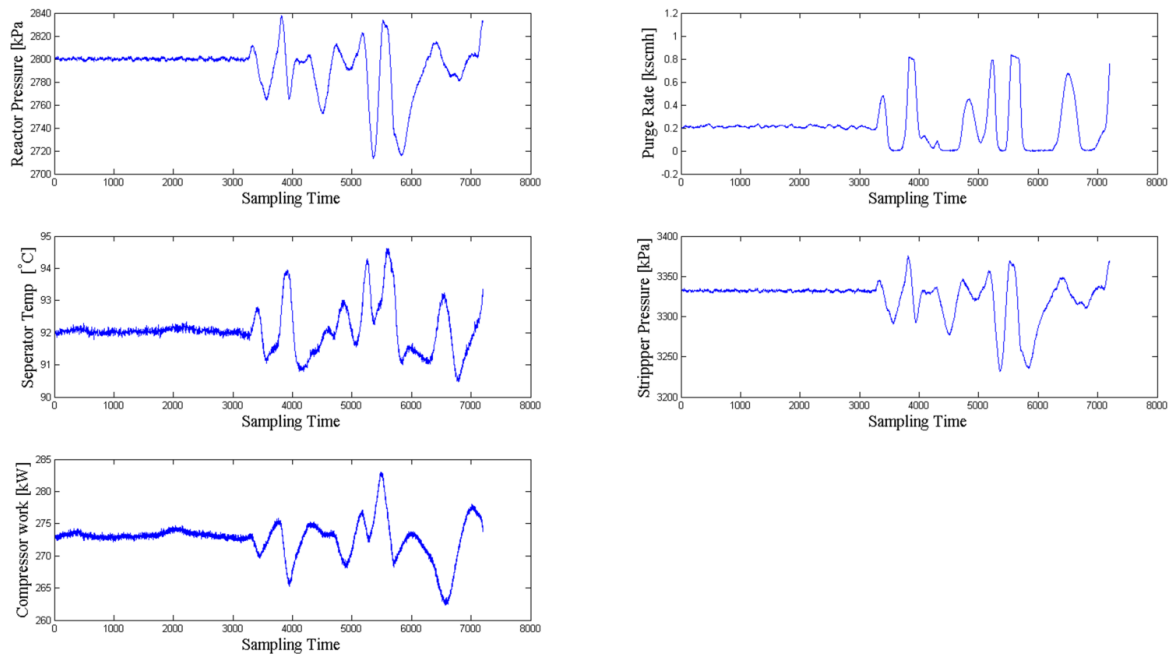 Reactor Pressure [kPa
2840
2820
2800
2780
2760
2740
2720
2700
0 1000 2000 3000 4000 5000 6000 7000 8000
Sampling Time
Purge Rate [kscmh]
1.2
1
0.8
0.6
0.4
0.2
0
-0.2
0 1000 2000 3000 4000 5000 6000 7000 8000
Sampling Time
Seperator Temp [°C]
95
94
93
92
91
90
0 1000 2000 3000 4000 5000 6000 7000 8000
Sampling Time
Strippper Pressure [kPa]
3400
3350
3300
3250
3200
0 1000 2000 3000 4000 5000 6000 7000 8000
Sampling Time
Compressor work [kW]
285
280
275
270
265
260
0 1000 2000 3000 4000 5000 6000 7000 8000
Sampling Time